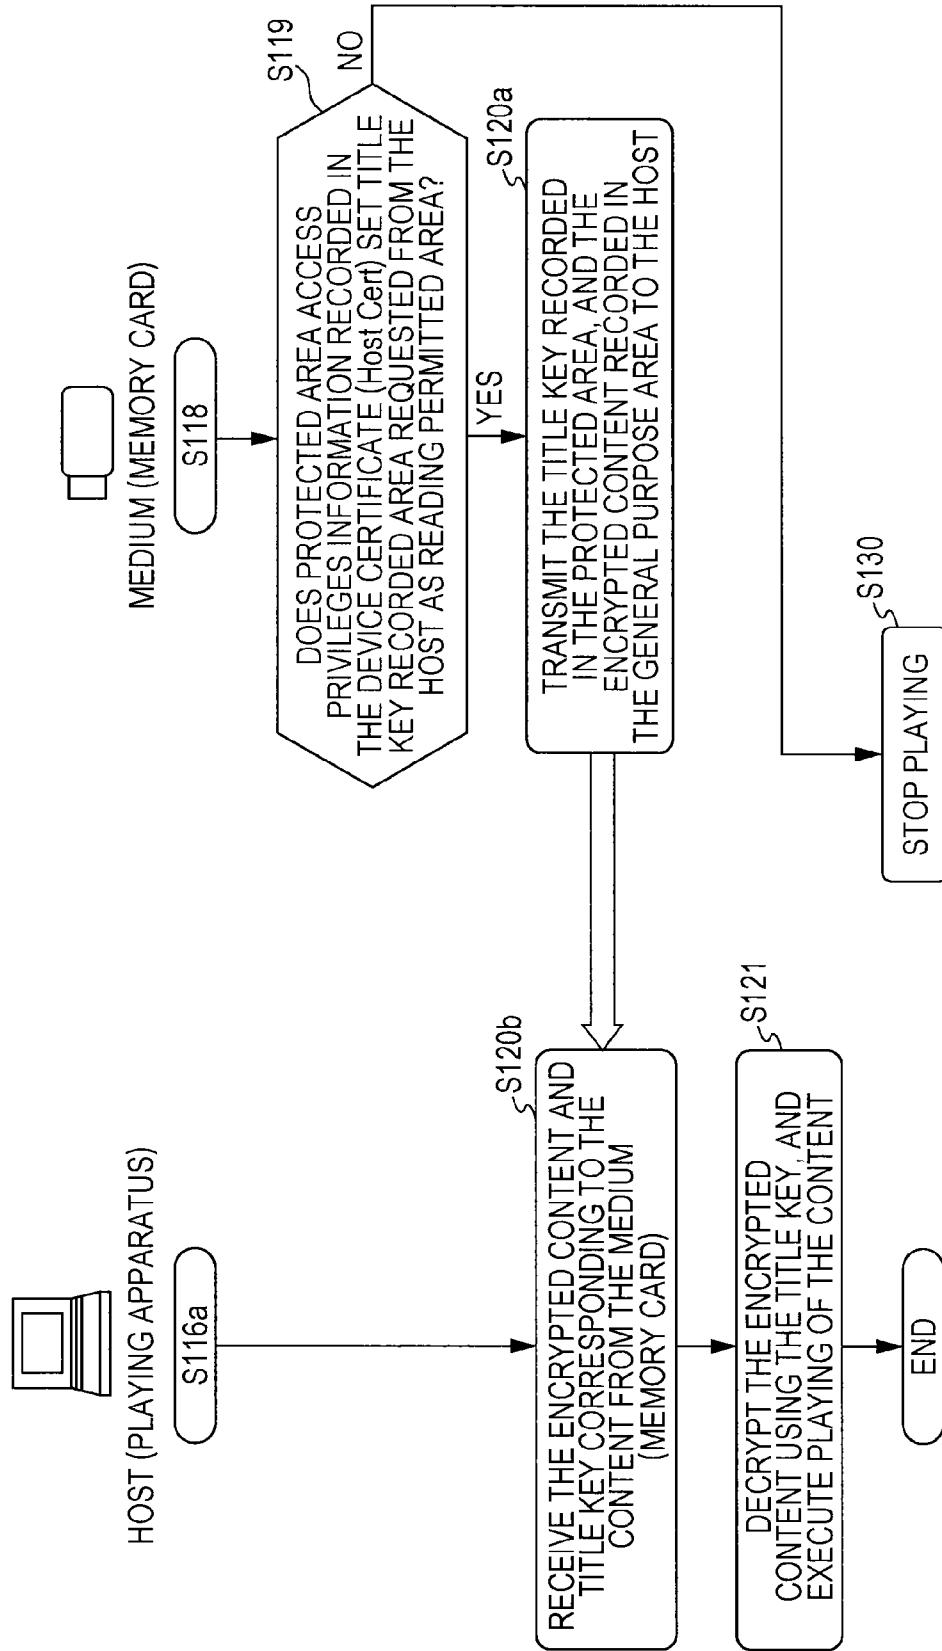 HOST (PLAYING APPARATUS)
S116a
MEDIUM (MEMORY CARD)
S118
S119
DOES PROTECTED AREA ACCESS
PRIVILEGES INFORMATION RECORDED IN
THE DEVICE CERTIFICATE (Host Cert) SET TITLE
KEY RECORDED AREA REQUESTED FROM THE
HOST AS READING PERMITTED AREA?
NO
YES
S120a
TRANSMIT THE TITLE KEY RECORDED
IN THE PROTECTED AREA, AND THE
ENCRYPTED CONTENT RECORDED IN
THE GENERAL PURPOSE AREA TO THE HOST
S120b
RECEIVE THE ENCRYPTED CONTENT AND
TITLE KEY CORRESPONDING TO THE
CONTENT FROM THE MEDIUM
(MEMORY CARD)
S121
DECRYPT THE ENCRYPTED
CONTENT USING THE TITLE KEY, AND
EXECUTE PLAYING OF THE CONTENT
END
S130
STOP PLAYING